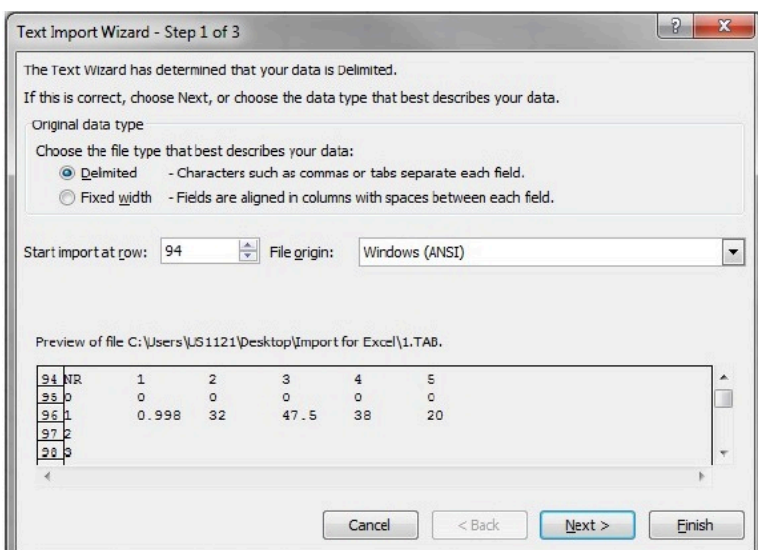 Text Import Wizard - Step 1 of 3
The Text Wizard has determined that your data is Delimited.
If this is correct, choose Next, or choose the data type that best describes your data.
Original data type
Choose the file type that best describes your data:
Delimited - Characters such as commas or tabs separate each field.
Fixed width - Fields are aligned in columns with spaces between each field.
Start import at row: 94 File origin: Windows (ANSI)
Preview of file C:\Users\US1121\Desktop\Import for Excel\1.TAB.
94 NR 1 2 3 4 5
95 0 0 0 0 0 0
96 1 0.998 32 47.5 38 20
97 2
98 3
Cancel < Back Next > Finish